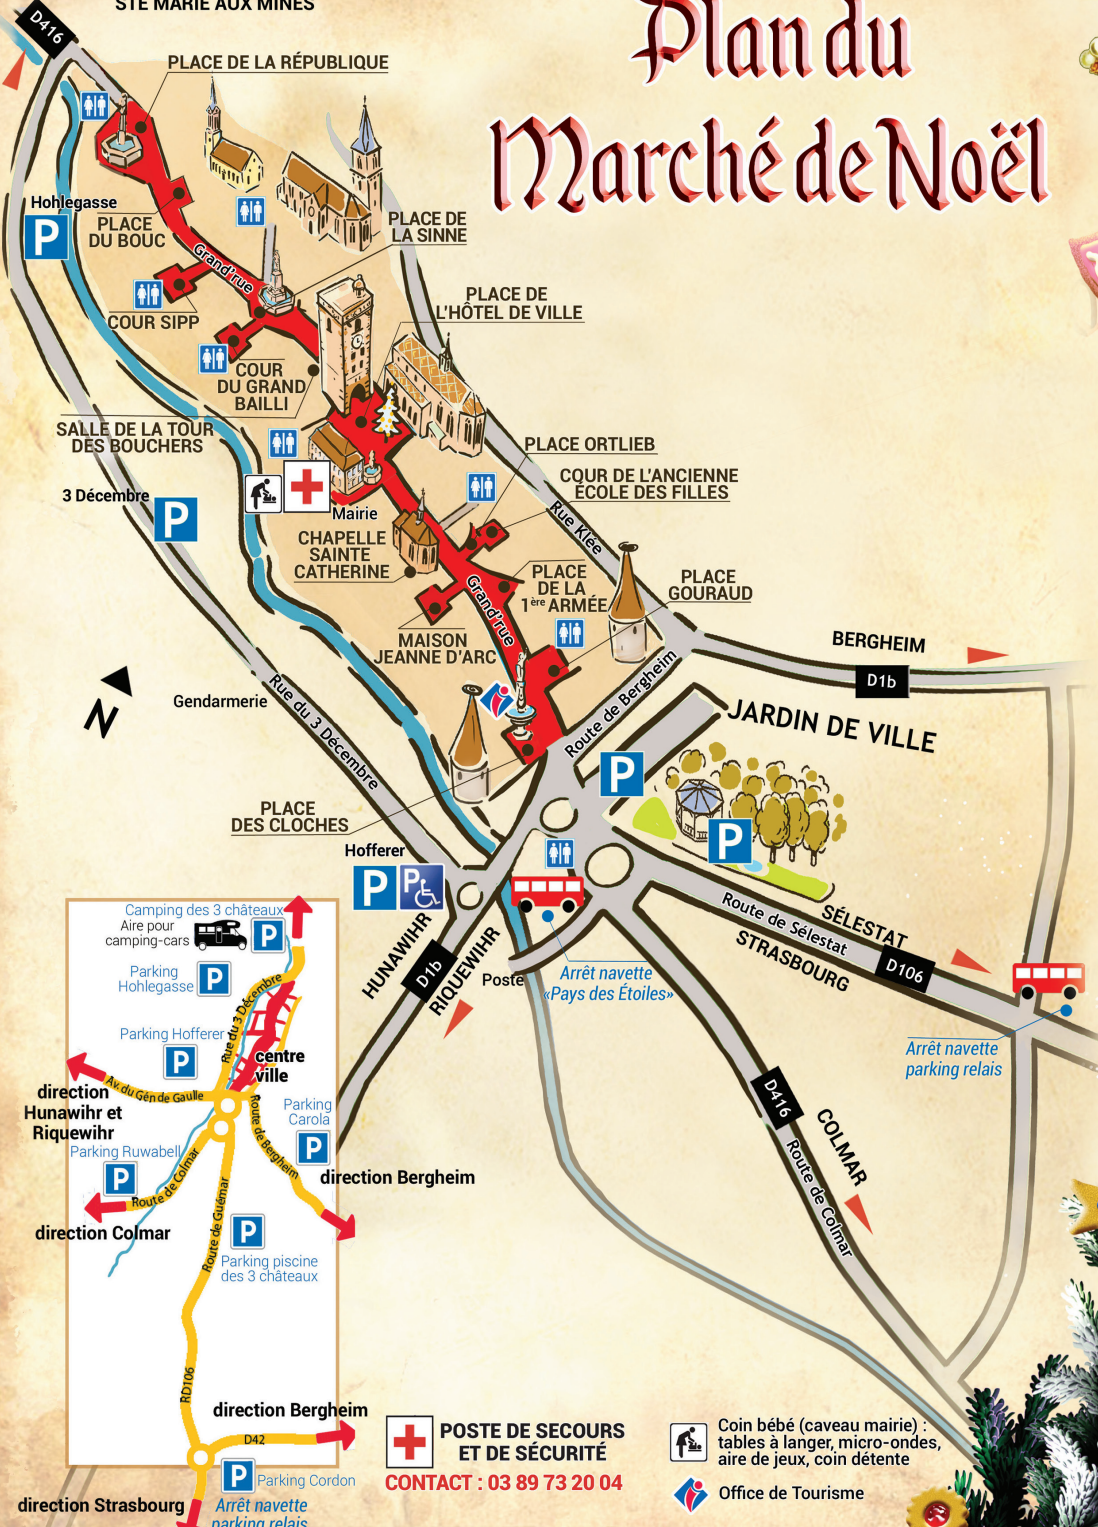 STE MARIE AUX MINES
D416
Plan du
Marché de Noël
PLACE DE LA RÉPUBLIQUE
Hohlegasse
P
PLACE
DU BOUC
Grand'rue
PLACE DE
LA SINNE
COUR SIPP
PLACE DE
L'HÔTEL DE VILLE
COUR
DU GRAND
BAILLI
SALLE DE LA TOUR
DES BOUCHERS
PLACE ORTLIEB
COUR DE L'ANCIENNE
ÉCOLE DES FILLES
3 Décembre
P
Mairie
Rue Klée
CHAPELLE
SAINTE
CATHERINE
PLACE
DE LA
1ère ARMÉE
PLACE
GOURAUD
Grand'rue
MAISON
JEANNE D'ARC
BERGHEIM
D1b
N
Gendarmerie
Rue du 3 Décembre
Route de Bergheim
JARDIN DE VILLE
P
P
PLACE
DES CLOCHES
Hofferer
P
P
HUNAWIHR
D1b
RIQUEWIHR
Poste
Arrêt navette
«Pays des Étoiles»
Route de Sélestat
SÉLESTAT
STRASBOURG
D106
Arrêt navette
parking relais
D416
COLMAR
Route de Colmar
Camping des 3 châteaux
Aire pour
camping-cars
P
Parking
Hohlegasse
P
Rue du 3 Décembre
Parking Hofferer
P
centre
ville
Av. du Gén de Gaulle
direction
Hunawihr et
Riquewihr
Route de Bergheim
Parking
Carola
P
direction Bergheim
Parking Ruwabell
P
Route de Colmar
direction Colmar
Route de Guémar
P
Parking piscine
des 3 châteaux
RD106
direction Bergheim
D42
P
Parking Cordon
direction Strasbourg
Arrêt navette
parking relais
POSTE DE SECOURS
ET DE SÉCURITÉ
CONTACT : 03 89 73 20 04
Coin bébé (caveau mairie) :
tables à langer, micro-ondes,
aire de jeux, coin détente
Office de Tourisme